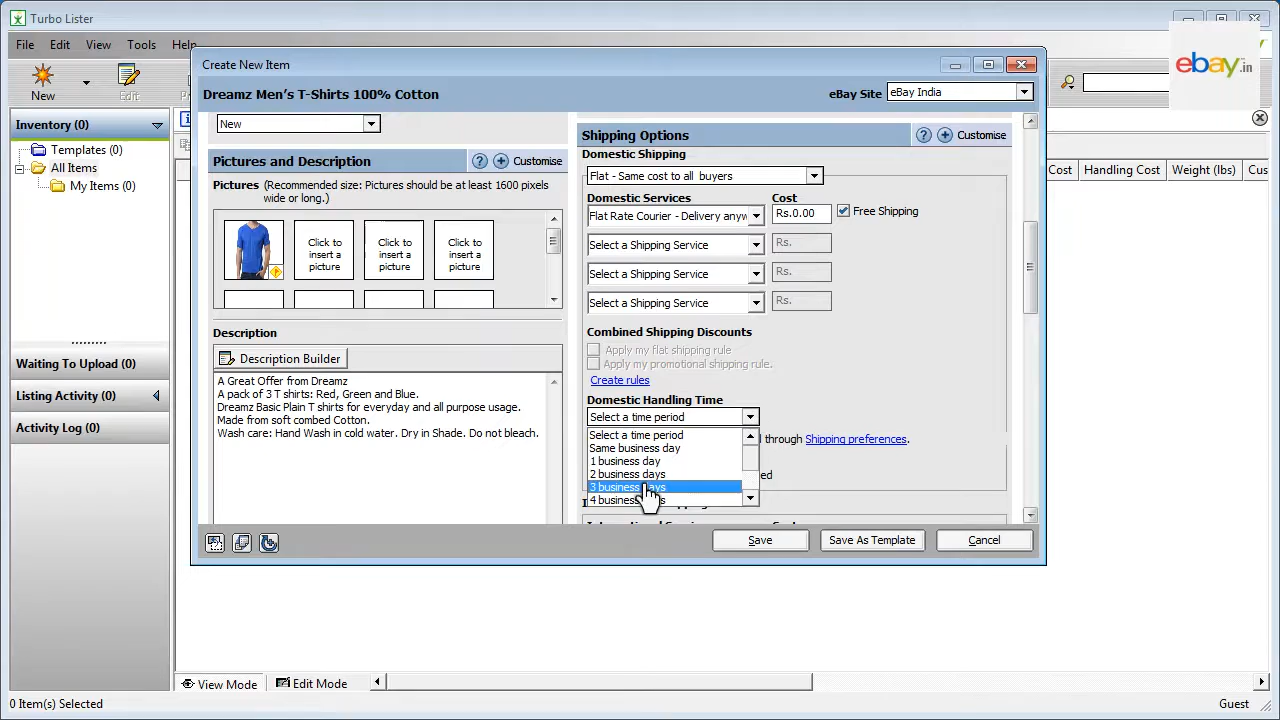 Turbo Lister
File Edit View Tools Help
New
Edit
ebay.in
Create New Item
Dreamz Men's T-Shirts 100% Cotton
eBay Site eBay India
Inventory (0)
Templates (0)
All Items
My Items (0)
Waiting To Upload (0)
Listing Activity (0)
Activity Log (0)
New
Pictures and Description ? Customise
Pictures (Recommended size: Pictures should be at least 1600 pixels
wide or long.)
Click to
insert a
picture
Click to
insert a
picture
Click to
insert a
picture
Description
Description Builder
A Great Offer from Dreamz
A pack of 3 T shirts: Red, Green and Blue.
Dreamz Basic Plain T shirts for everyday and all purpose usage.
Made from soft combed Cotton.
Wash care: Hand Wash in cold water. Dry in Shade. Do not bleach.
Shipping Options ? Customise
Domestic Shipping
Flat - Same cost to all buyers
Domestic Services Cost
Flat Rate Courier - Delivery anyw Rs.0.00 Free Shipping
Select a Shipping Service Rs.
Select a Shipping Service Rs.
Select a Shipping Service Rs.
Combined Shipping Discounts
Apply my flat shipping rule
Apply my promotional shipping rule.
Create rules
Domestic Handling Time
Select a time period
Select a time period
Same business day
1 business day
2 business days
3 business days
4 business
through Shipping preferences.
Save
Save As Template
Cancel
Cost Handling Cost Weight (lbs) Cus
View Mode Edit Mode
0 Item(s) Selected
Guest